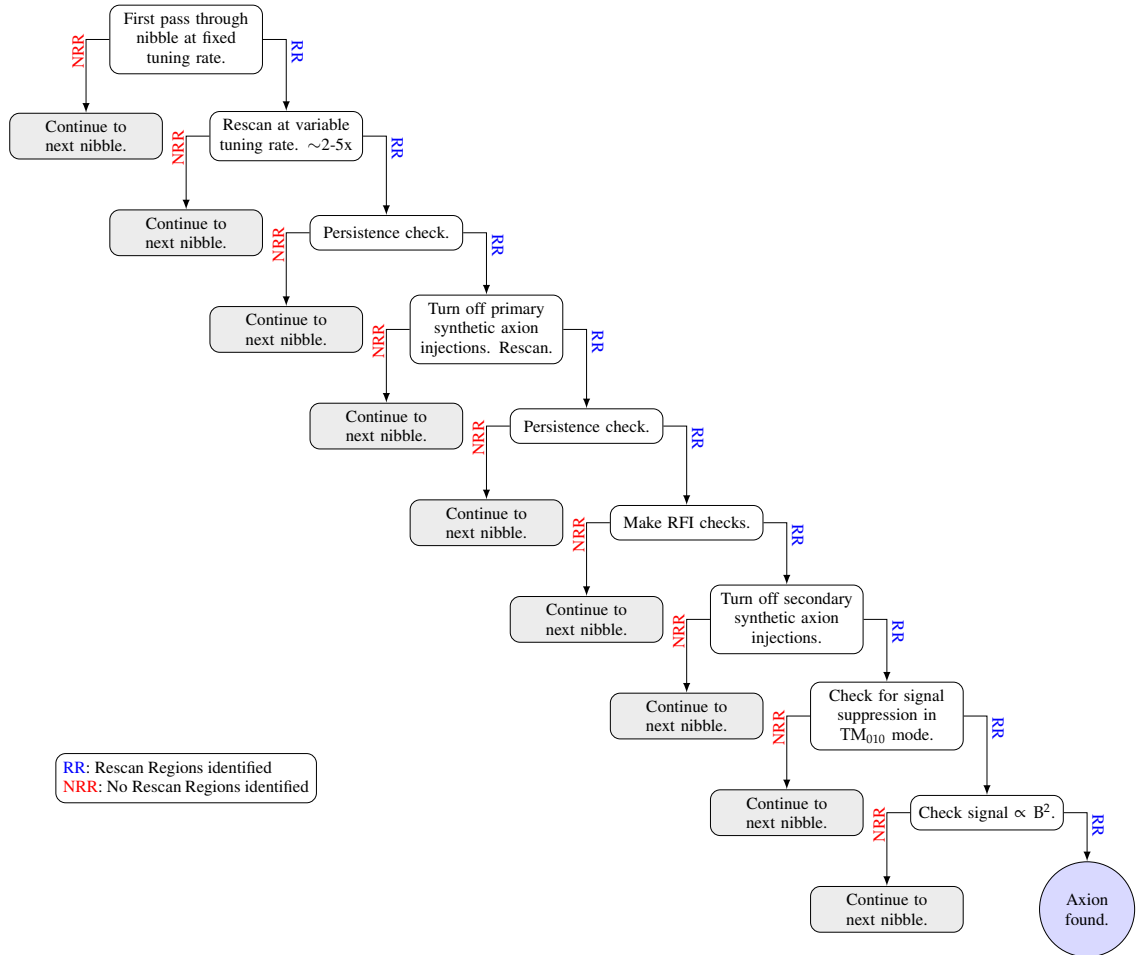 First pass through
nibble at fixed
tuning rate.
NRR
RR
Continue to
next nibble.
Rescan at variable
tuning rate. ∼2-5x
NRR
RR
Continue to
next nibble.
Persistence check.
NRR
RR
Continue to
next nibble.
Turn off primary
synthetic axion
injections. Rescan.
NRR
RR
Continue to
next nibble.
Persistence check.
NRR
RR
Continue to
next nibble.
Make RFI checks.
NRR
RR
Continue to
next nibble.
Turn off secondary
synthetic axion
injections.
NRR
RR
Continue to
next nibble.
Check for signal
suppression in
TM₀₁₀ mode.
NRR
RR
Continue to
next nibble.
Check signal ∝ B².
NRR
RR
Continue to
next nibble.
Axion
found.
RR: Rescan Regions identified
NRR: No Rescan Regions identified